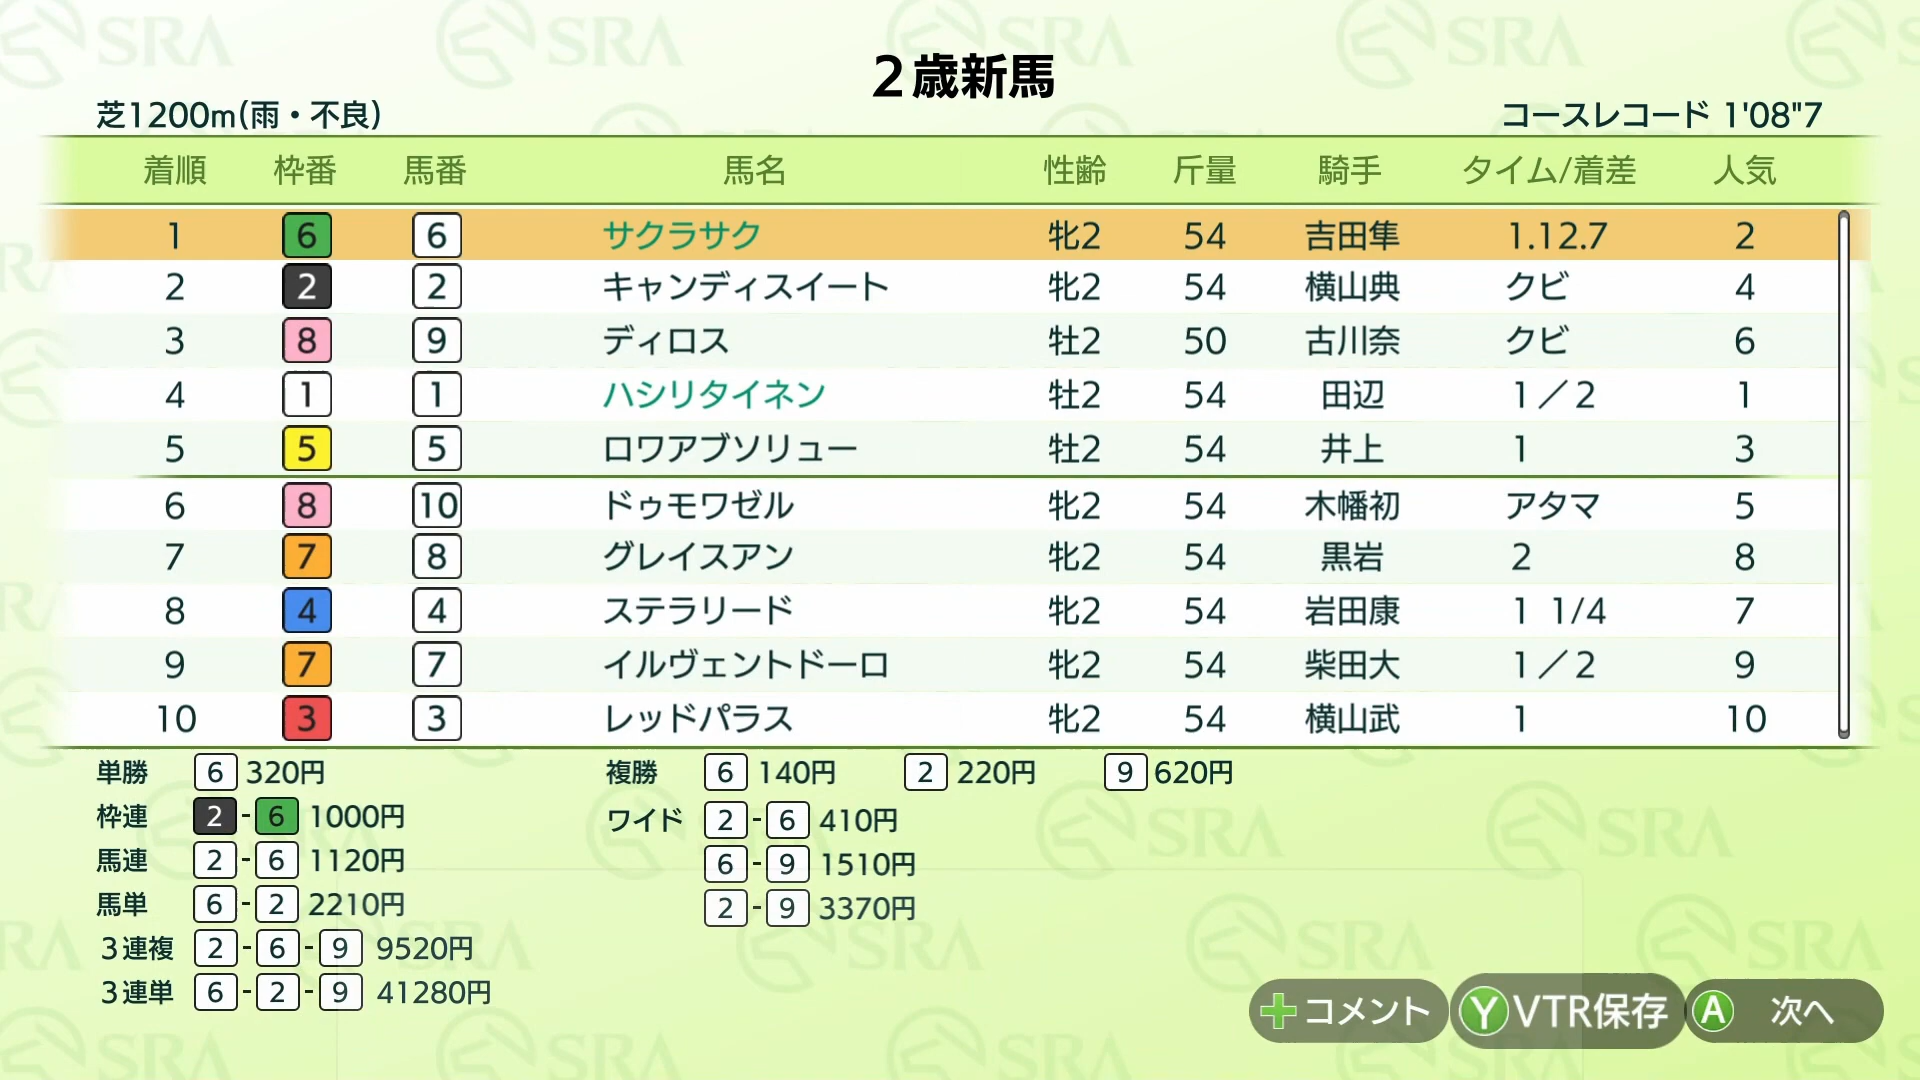 ２歳新馬
芝1200m(雨・不良)
コースレコード 1'08"7
着順 枠番 馬番 馬名 性齢 斤量 騎手 タイム/着差 人気
1 6 6 サクラサク 牝2 54 吉田隼 1.12.7 2
2 2 2 キャンディスイート 牝2 54 横山典 クビ 4
3 8 9 ディロス 牡2 50 古川奈 クビ 6
4 1 1 ハシリタイネン 牡2 54 田辺 1／2 1
5 5 5 ロワアブソリュー 牡2 54 井上 1 3
6 8 10 ドゥモワゼル 牝2 54 木幡初 アタマ 5
7 7 8 グレイスアン 牝2 54 黒岩 2 8
8 4 4 ステラリード 牝2 54 岩田康 1 1/4 7
9 7 7 イルヴェントドーロ 牝2 54 柴田大 1／2 9
10 3 3 レッドパラス 牝2 54 横山武 1 10
単勝 6 320円
複勝 6 140円 2 220円 9 620円
枠連 2-6 1000円
ワイド 2-6 410円
馬連 2-6 1120円
6-9 1510円
馬単 6-2 2210円
2-9 3370円
３連複 2-6-9 9520円
３連単 6-2-9 41280円
コメント Y VTR保存 A 次へ
SRA